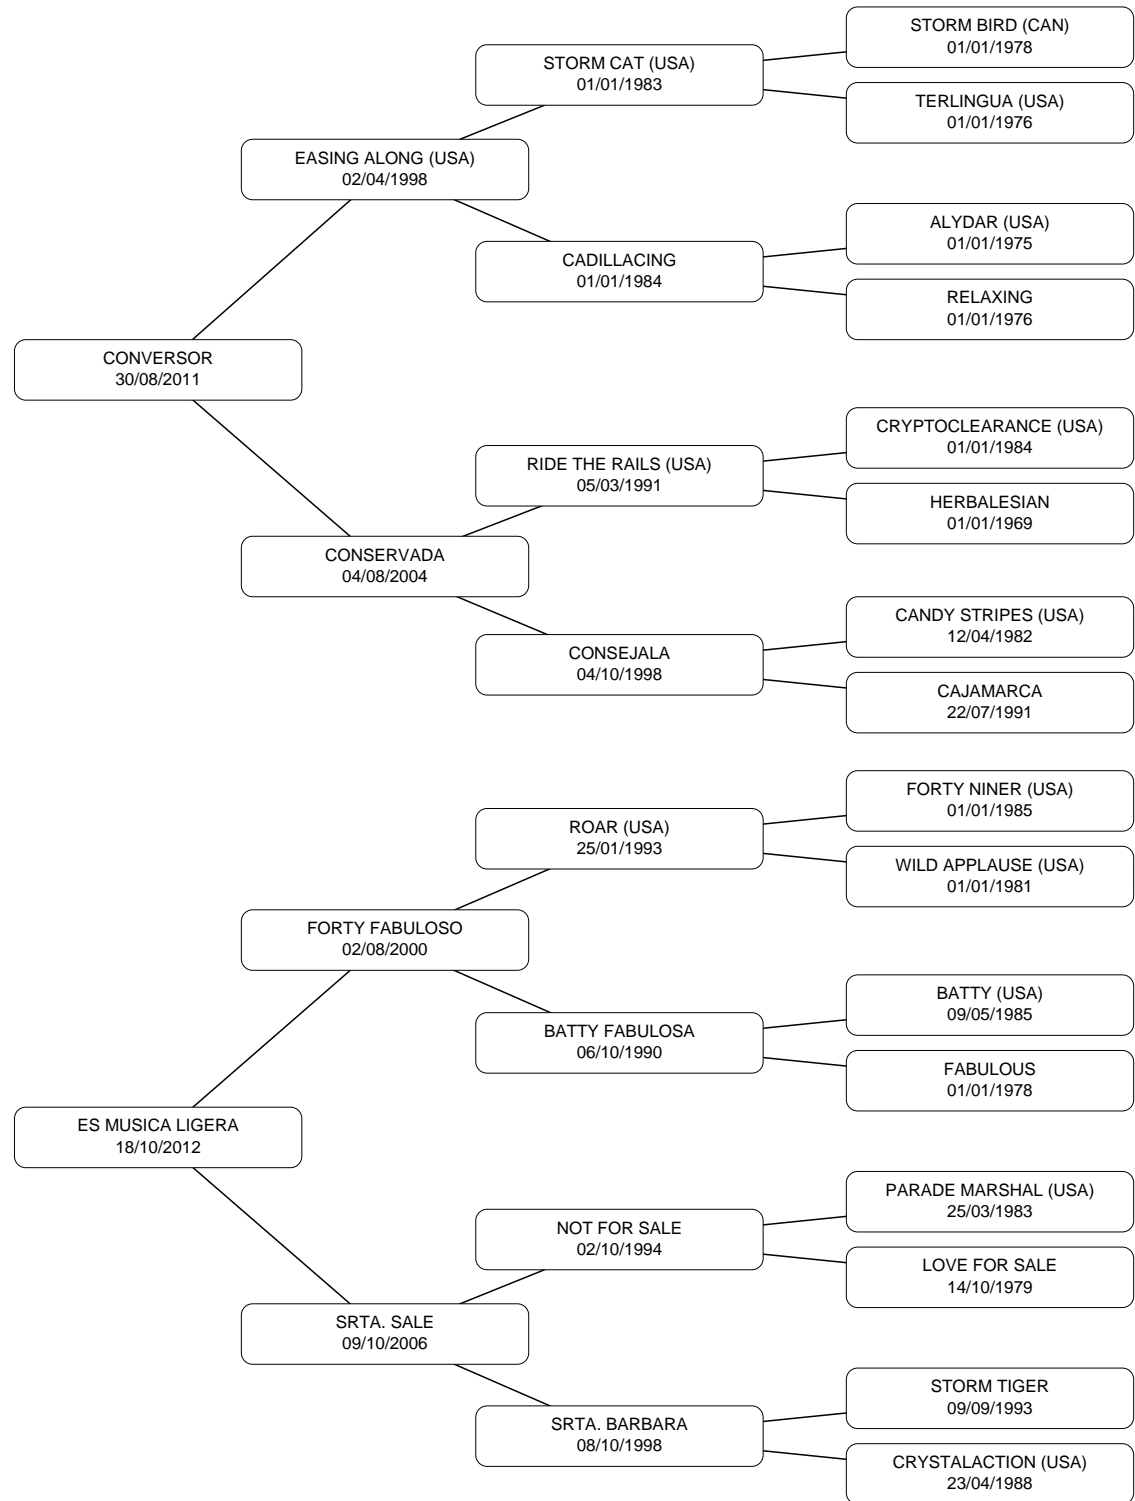 STORM BIRD (CAN)
01/01/1978
STORM CAT (USA)
01/01/1983
TERLINGUA (USA)
01/01/1976
EASING ALONG (USA)
02/04/1998
ALYDAR (USA)
01/01/1975
CADILLACING
01/01/1984
RELAXING
01/01/1976
CONVERSOR
30/08/2011
CRYPTOCLEARANCE (USA)
01/01/1984
RIDE THE RAILS (USA)
05/03/1991
HERBALESIAN
01/01/1969
CONSERVADA
04/08/2004
CANDY STRIPES (USA)
12/04/1982
CONSEJALA
04/10/1998
CAJAMARCA
22/07/1991
FORTY NINER (USA)
01/01/1985
ROAR (USA)
25/01/1993
WILD APPLAUSE (USA)
01/01/1981
FORTY FABULOSO
02/08/2000
BATTY (USA)
09/05/1985
BATTY FABULOSA
06/10/1990
FABULOUS
01/01/1978
ES MUSICA LIGERA
18/10/2012
PARADE MARSHAL (USA)
25/03/1983
NOT FOR SALE
02/10/1994
LOVE FOR SALE
14/10/1979
SRTA. SALE
09/10/2006
STORM TIGER
09/09/1993
SRTA. BARBARA
08/10/1998
CRYSTALACTION (USA)
23/04/1988